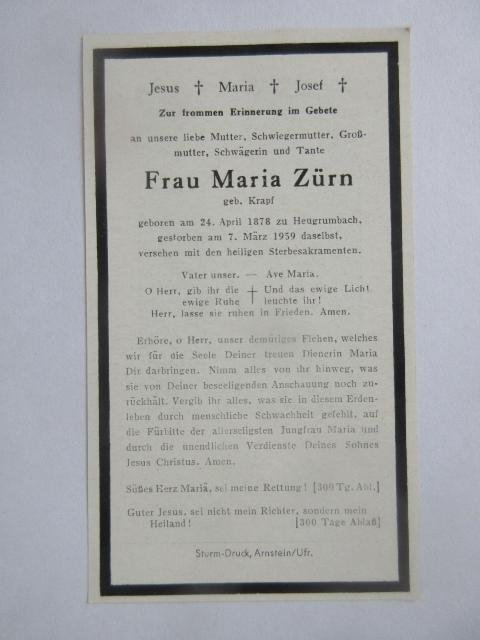 Jesus † Maria † Josef †
Zur frommen Erinnerung im Gebete
an unsere liebe Mutter, Schwiegermutter, Groß-
mutter, Schwägerin und Tante
Frau Maria Zürn
geb. Krapf
geboren am 24. April 1878 zu Heugrumbach,
gestorben am 7. März 1959 daselbst,
versehen mit den heiligen Sterbesakramenten.
Vater unser. — Ave Maria.
O Herr, gib ihr die † Und das ewige Licht
ewige Ruhe leuchte ihr!
Herr, lasse sie ruhen in Frieden. Amen.
Erhöre, o Herr, unser demütiges Flehen, welches
wir für die Seele Deiner treuen Dienerin Maria
Dir darbringen. Nimm alles von ihr hinweg, was
sie von Deiner beseeligenden Anschauung noch zu-
rückhält. Vergib ihr alles, was sie in diesem Erden-
leben durch menschliche Schwachheit gefehlt, auf
die Fürbitte der allerseligsten Jungfrau Maria und
durch die unendlichen Verdienste Deines Sohnes
Jesus Christus. Amen.
Süßes Herz Mariä, sei meine Rettung! [300 Tg. Abl.]
Guter Jesus, sei nicht mein Richter, sondern mein
Heiland! [300 Tage Ablaß]
Sturm-Druck, Arnstein/Ufr.